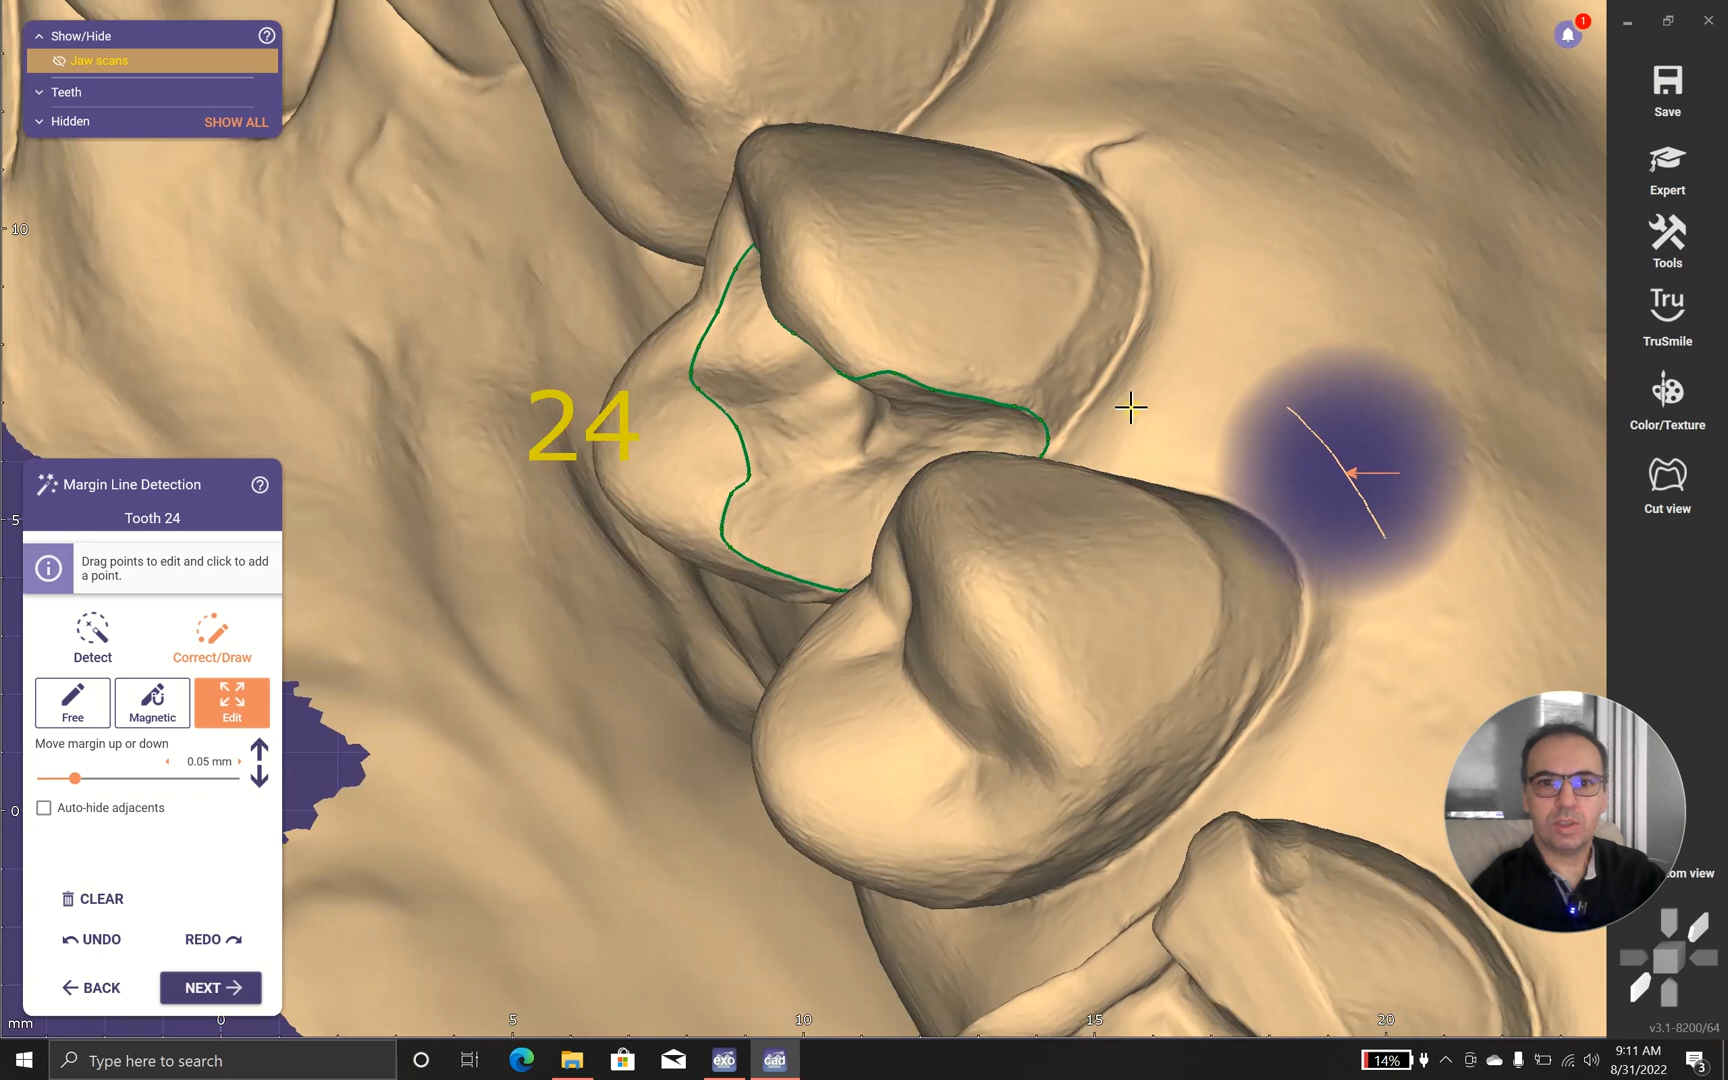 Show/Hide
Jaw scans
Teeth
Hidden
SHOW ALL
10
5
0
mm
0
5
10
15
20
24
Margin Line Detection
Tooth 24
Drag points to edit and click to add
a point.
Detect
Correct/Draw
Free
Magnetic
Edit
Move margin up or down
0.05 mm
Auto-hide adjacents
CLEAR
UNDO
REDO
BACK
NEXT
1
Save
Expert
Tools
Tru
TruSmile
Color/Texture
Cut view
om view
v3.1-8200/64
Type here to search
exo
cad
14%
9:11 AM
8/31/2022
3